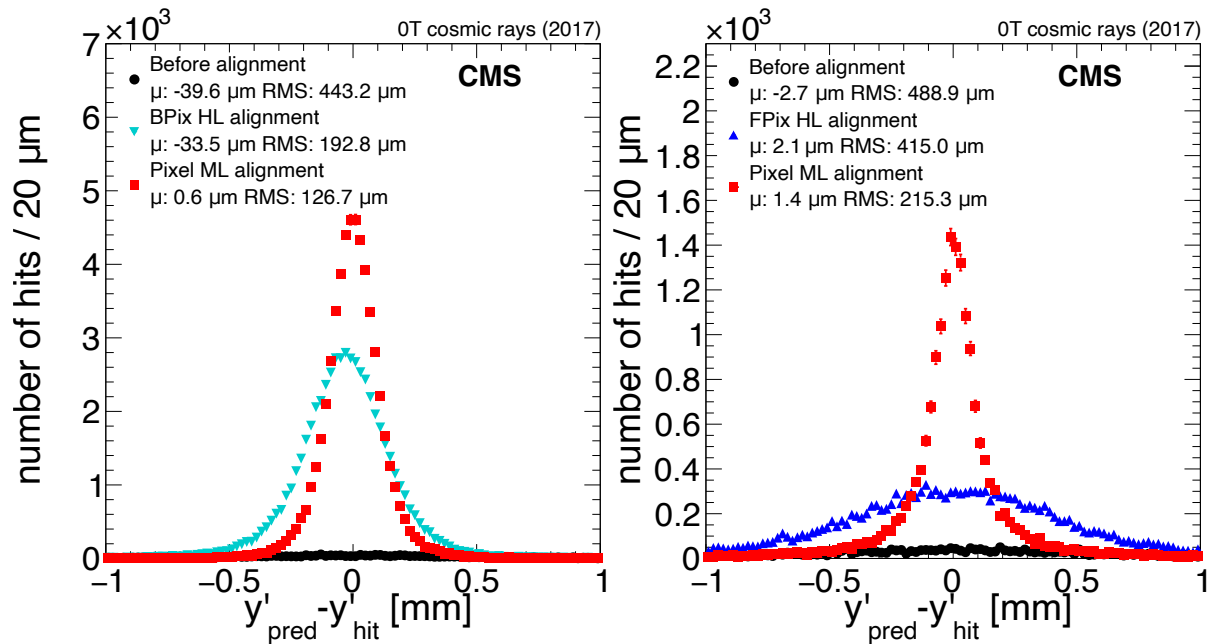 ×10³
0T cosmic rays (2017)
CMS
Before alignment
μ: -39.6 μm RMS: 443.2 μm
BPix HL alignment
μ: -33.5 μm RMS: 192.8 μm
Pixel ML alignment
μ: 0.6 μm RMS: 126.7 μm
number of hits / 20 μm
7
6
5
4
3
2
1
0
−1
−0.5
0
0.5
1
y'pred-y'hit [mm]
×10³
0T cosmic rays (2017)
CMS
Before alignment
μ: -2.7 μm RMS: 488.9 μm
FPix HL alignment
μ: 2.1 μm RMS: 415.0 μm
Pixel ML alignment
μ: 1.4 μm RMS: 215.3 μm
number of hits / 20 μm
2.2
2
1.8
1.6
1.4
1.2
1
0.8
0.6
0.4
0.2
0
−1
−0.5
0
0.5
1
y'pred-y'hit [mm]